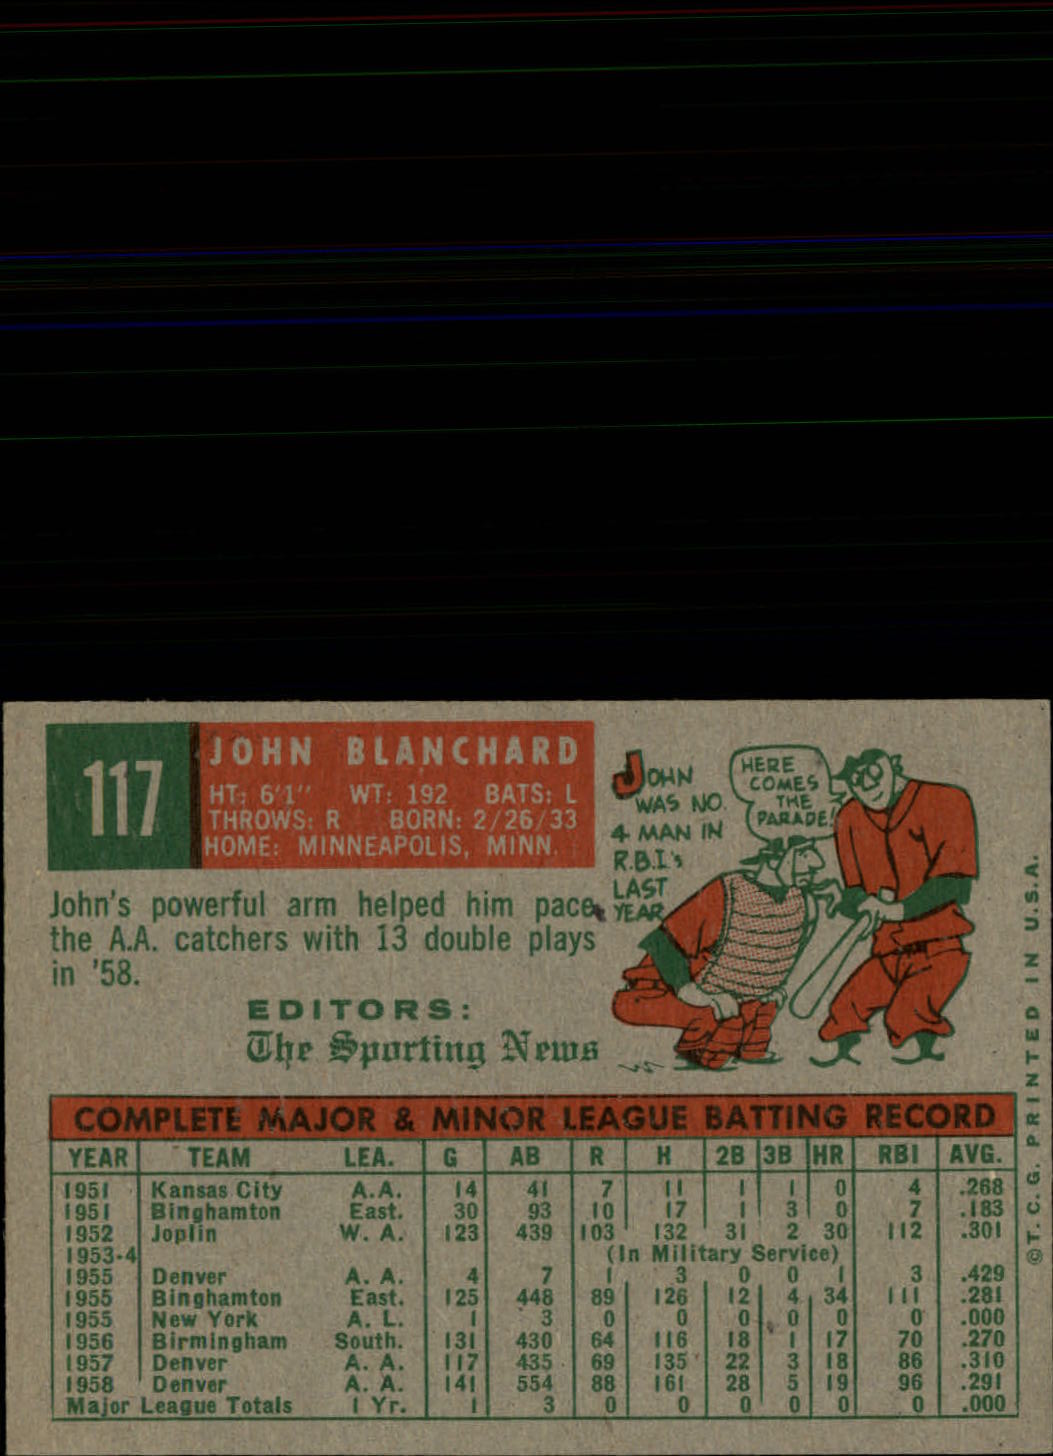 117
JOHN BLANCHARD
HT: 6'1" WT: 192 BATS: L
THROWS: R BORN: 2/26/33
HOME: MINNEAPOLIS, MINN.
John's powerful arm helped him pace
the A.A. catchers with 13 double plays
in '58.
EDITORS:
The Sporting News
JOHN
WAS NO.
4 MAN IN
R.B.I.'s
LAST
YEAR
HERE
COMES
THE
PARADE!
COMPLETE MAJOR & MINOR LEAGUE BATTING RECORD
YEAR TEAM LEA. G AB R H 2B 3B HR RBI AVG.
1951 Kansas City A.A. 14 41 7 11 1 1 0 4 .268
1951 Binghamton East. 30 93 10 17 1 3 0 7 .183
1952 Joplin W. A. 123 439 103 132 31 2 30 112 .301
1953-4 (In Military Service)
1955 Denver A. A. 4 7 1 3 0 0 1 3 .429
1955 Binghamton East. 125 448 89 126 12 4 34 111 .281
1955 New York A. L. 1 3 0 0 0 0 0 0 .000
1956 Birmingham South. 131 430 64 116 18 1 17 70 .270
1957 Denver A. A. 117 435 69 135 22 3 18 86 .310
1958 Denver A. A. 141 554 88 161 28 5 19 96 .291
Major League Totals 1 Yr. 1 3 0 0 0 0 0 0 .000
©T.C.G. PRINTED IN U.S.A.